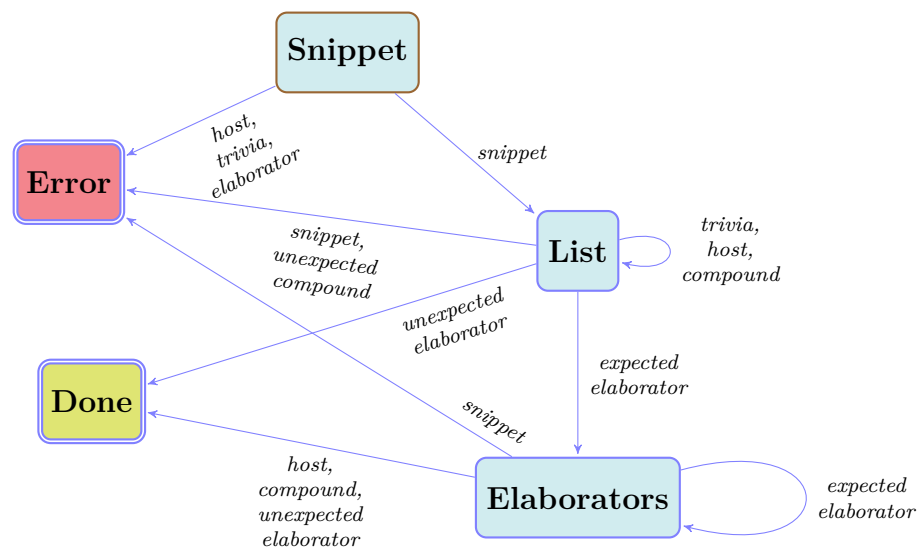 Snippet
host,
trivia,
elaborator
snippet
Error
List
trivia,
host,
compound
snippet,
unexpected
compound
unexpected
elaborator
expected
elaborator
Done
snippet
host,
compound,
unexpected
elaborator
Elaborators
expected
elaborator